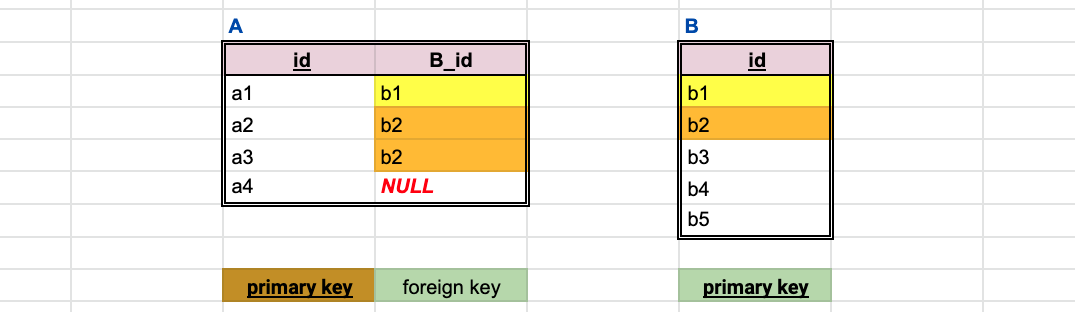 A B
id B_id id
a1 b1 b1
a2 b2 b2
a3 b2 b3
a4 NULL b4
b5
primary key foreign key primary key